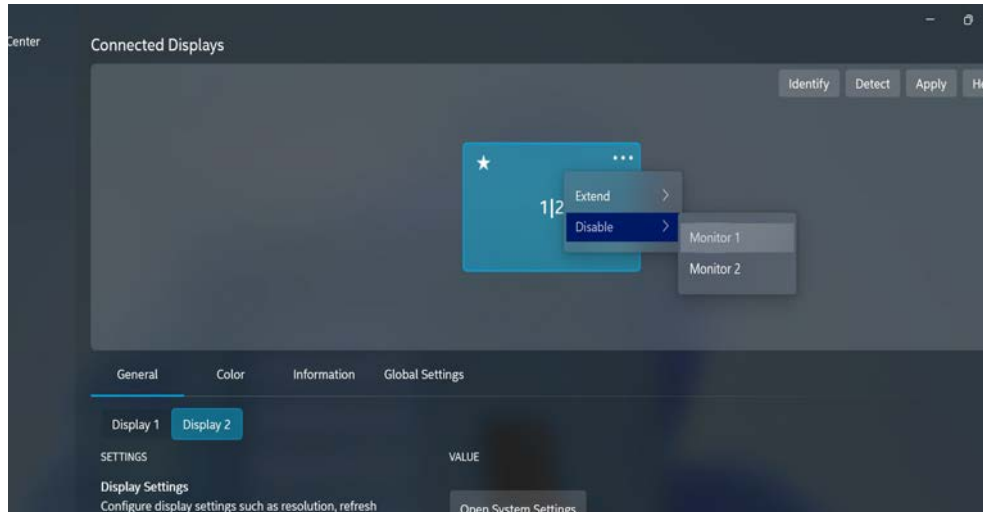 Center
Connected Displays
Identify Detect Apply
1|2
Extend
Disable
Monitor 1
Monitor 2
General Color Information Global Settings
Display 1 Display 2
SETTINGS VALUE
Display Settings
Configure display settings such as resolution, refresh
Open System Settings